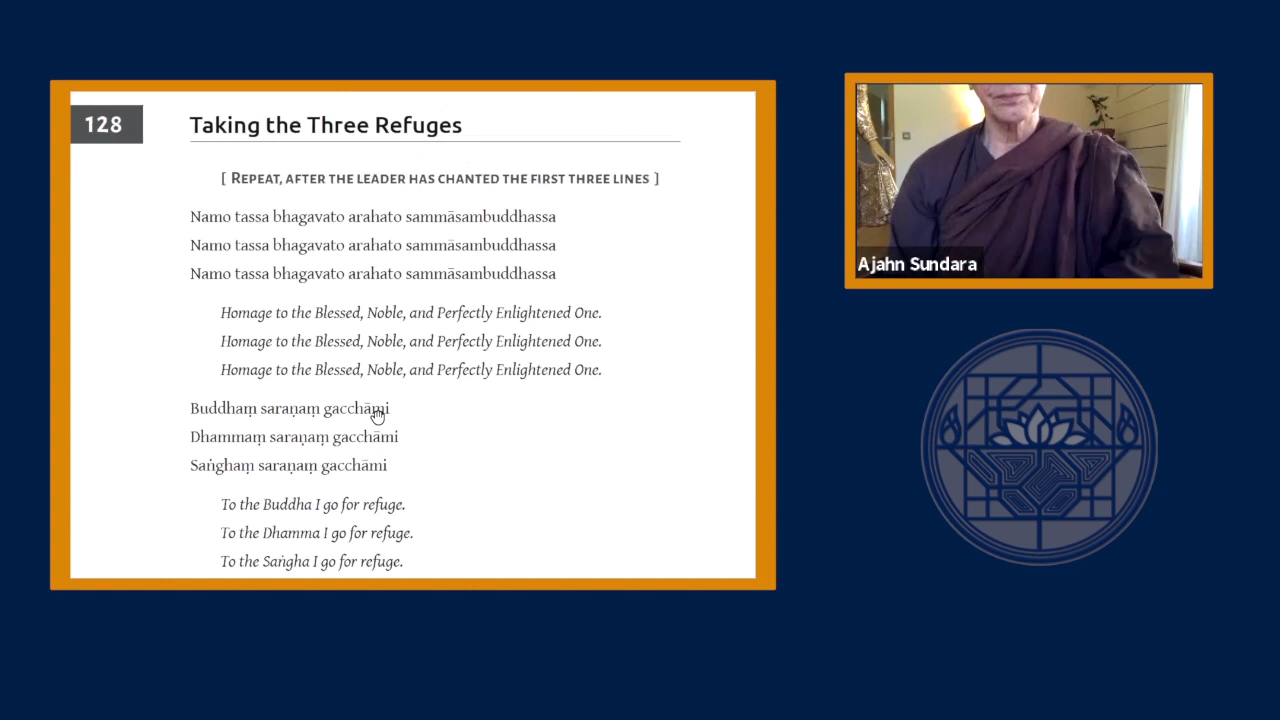 128
Taking the Three Refuges
[ REPEAT, AFTER THE LEADER HAS CHANTED THE FIRST THREE LINES ]
Namo tassa bhagavato arahato sammāsambuddhassa
Namo tassa bhagavato arahato sammāsambuddhassa
Namo tassa bhagavato arahato sammāsambuddhassa
Homage to the Blessed, Noble, and Perfectly Enlightened One.
Homage to the Blessed, Noble, and Perfectly Enlightened One.
Homage to the Blessed, Noble, and Perfectly Enlightened One.
Buddhaṃ saraṇaṃ gacchāmi
Dhammaṃ saraṇaṃ gacchāmi
Saṅghaṃ saraṇaṃ gacchāmi
To the Buddha I go for refuge.
To the Dhamma I go for refuge.
To the Saṅgha I go for refuge.
Ajahn Sundara